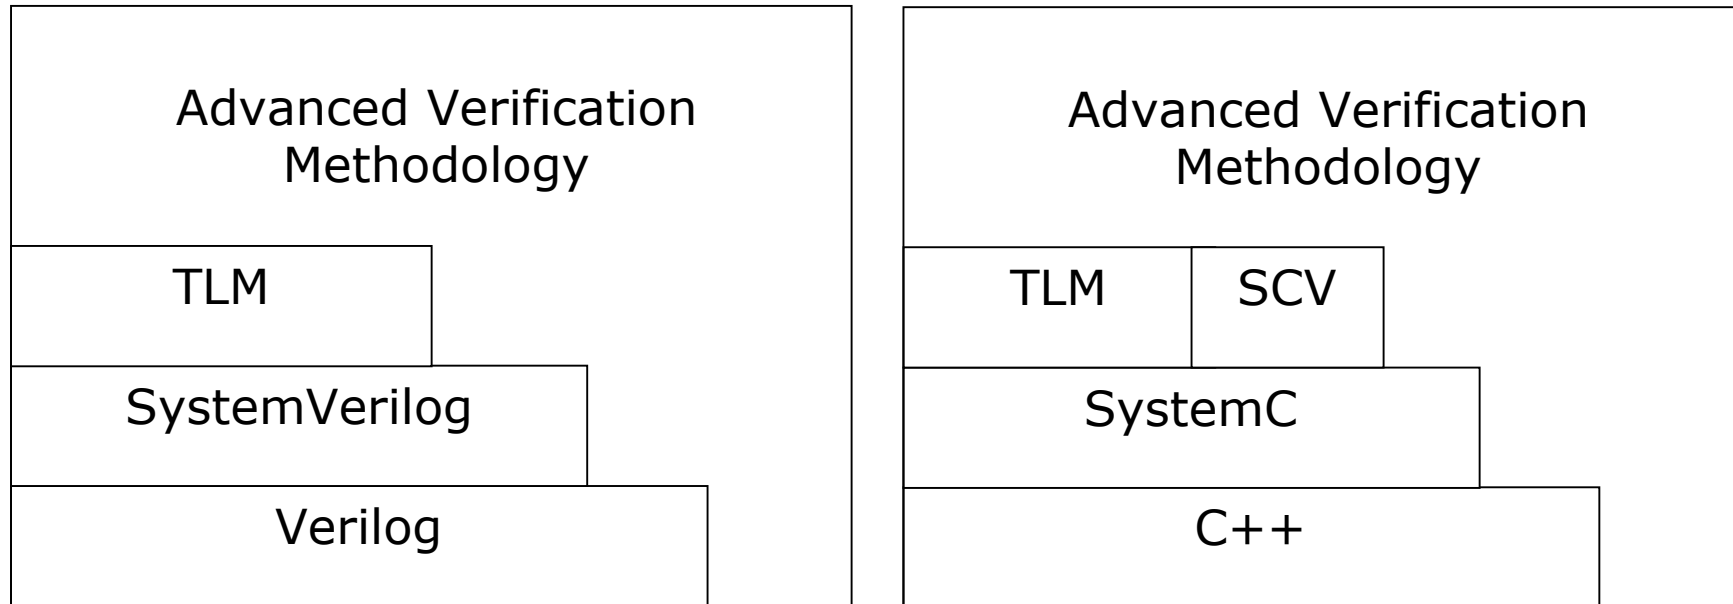 Advanced Verification
Methodology
TLM
SystemVerilog
Verilog
Advanced Verification
Methodology
TLM
SCV
SystemC
C++